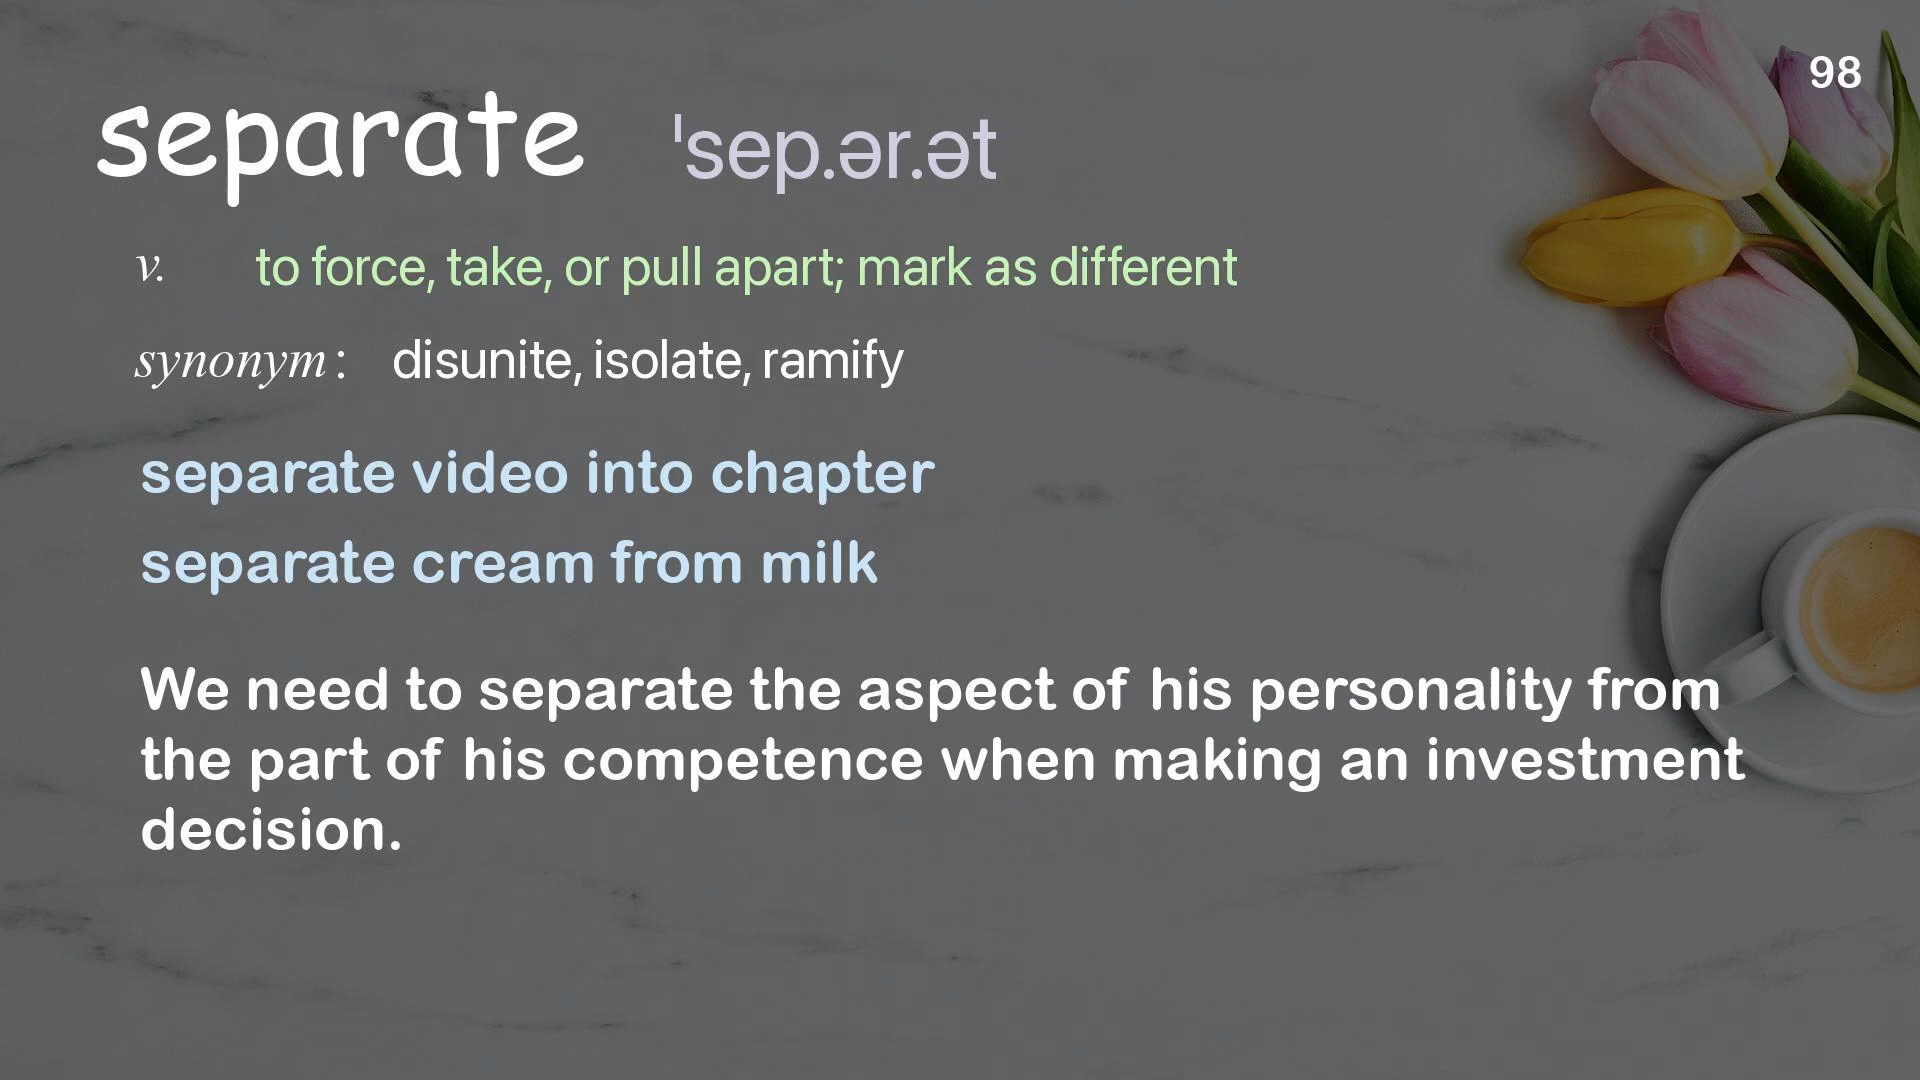 98
separate ˈsep.ər.ət
v. to force, take, or pull apart; mark as different
synonym: disunite, isolate, ramify
separate video into chapter
separate cream from milk
We need to separate the aspect of his personality from
the part of his competence when making an investment
decision.